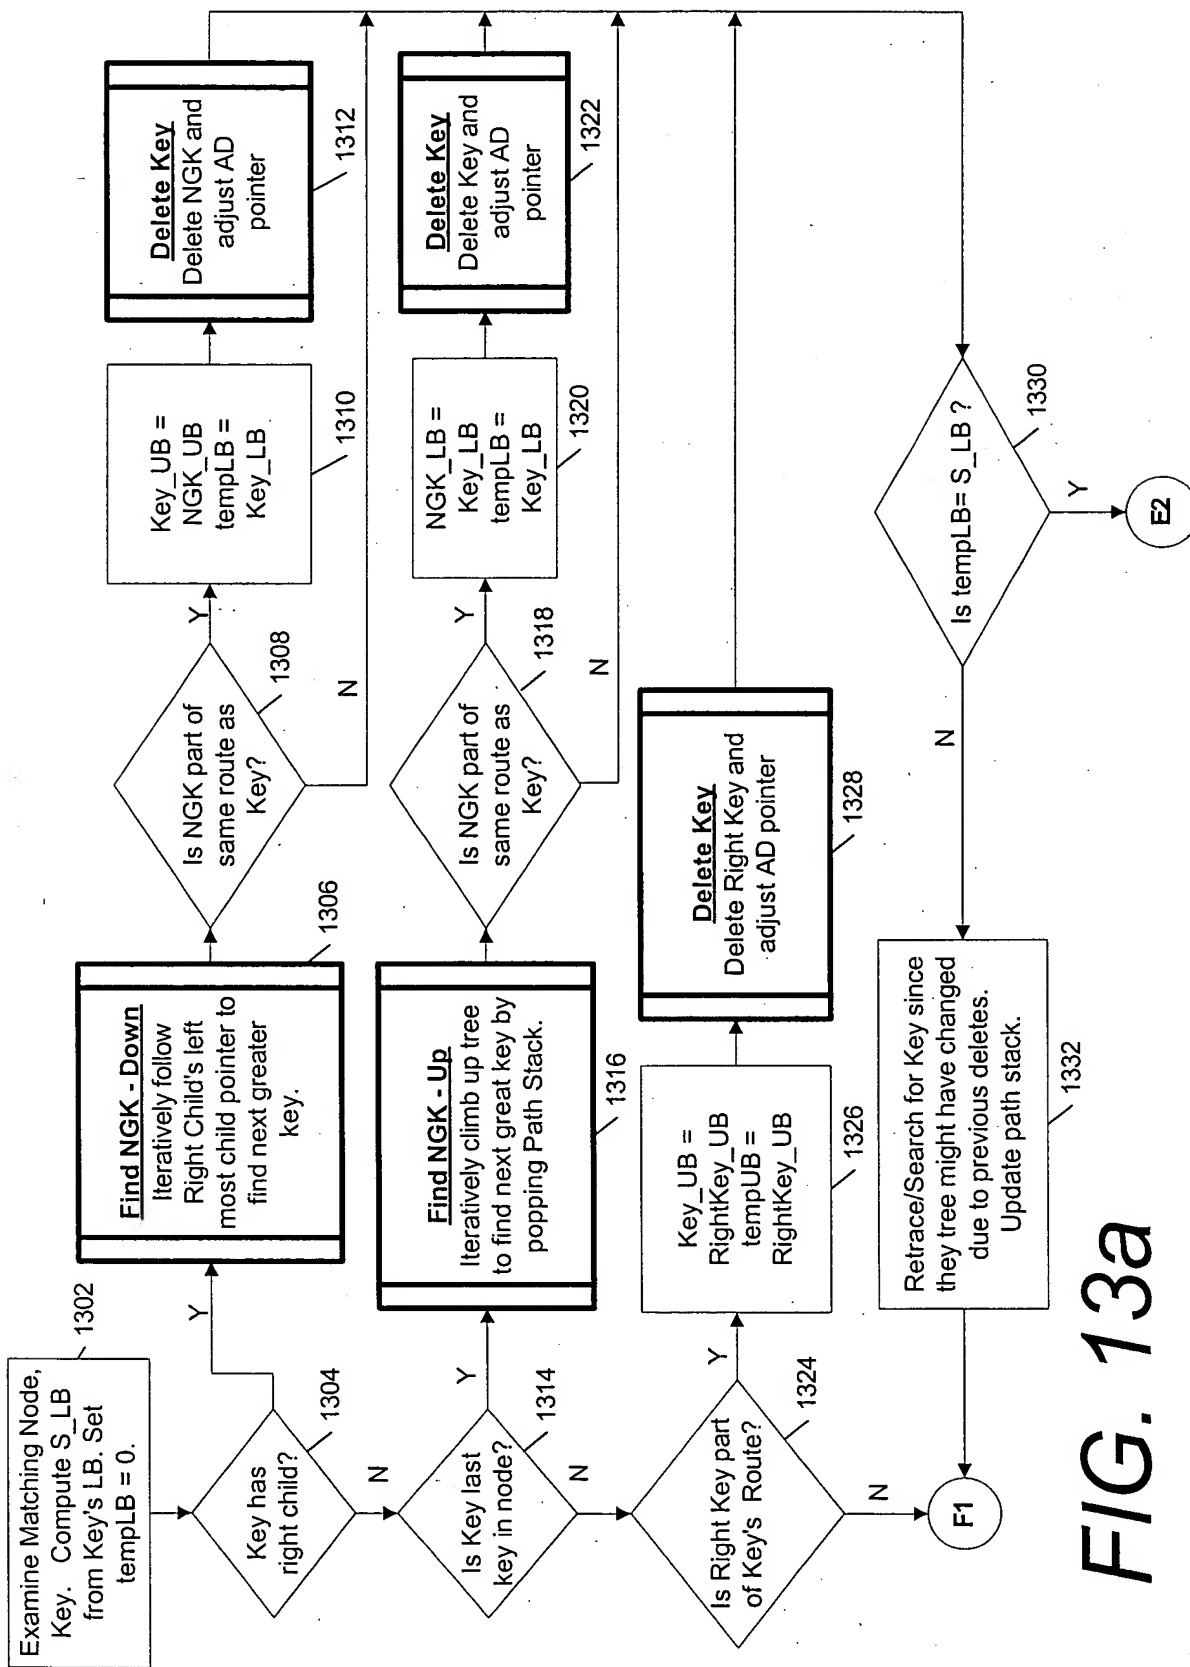 Examine Matching Node,
Key. Compute S_LB
from Key's LB. Set
tempLB = 0.
1302
Key has
right child?
1304
Y
N
Find NGK - Down
Iteratively follow
Right Child's left
most child pointer to
find next greater
key.
1306
Is NGK part of
same route as
Key?
1308
Y
N
Key_UB =
NGK_UB
tempLB =
Key_LB
1310
Delete Key
Delete NGK and
adjust AD
pointer
1312
Is Key last
key in node?
1314
Y
N
Find NGK - Up
Iteratively climb up tree
to find next great key by
popping Path Stack.
1316
Is NGK part of
same route as
Key?
1318
Y
N
NGK_LB =
Key_LB
tempLB =
Key_LB
1320
Delete Key
Delete Key and
adjust AD
pointer
1322
Is Right Key part
of Key's Route?
1324
Y
N
Key_UB =
RightKey_UB
tempUB =
RightKey_UB
1326
Delete Key
Delete Right Key and
adjust AD pointer
1328
F1
Retrace/Search for Key since
they tree might have changed
due to previous deletes.
Update path stack.
1332
N
Is tempLB= S_LB ?
1330
Y
E2
FIG. 13a